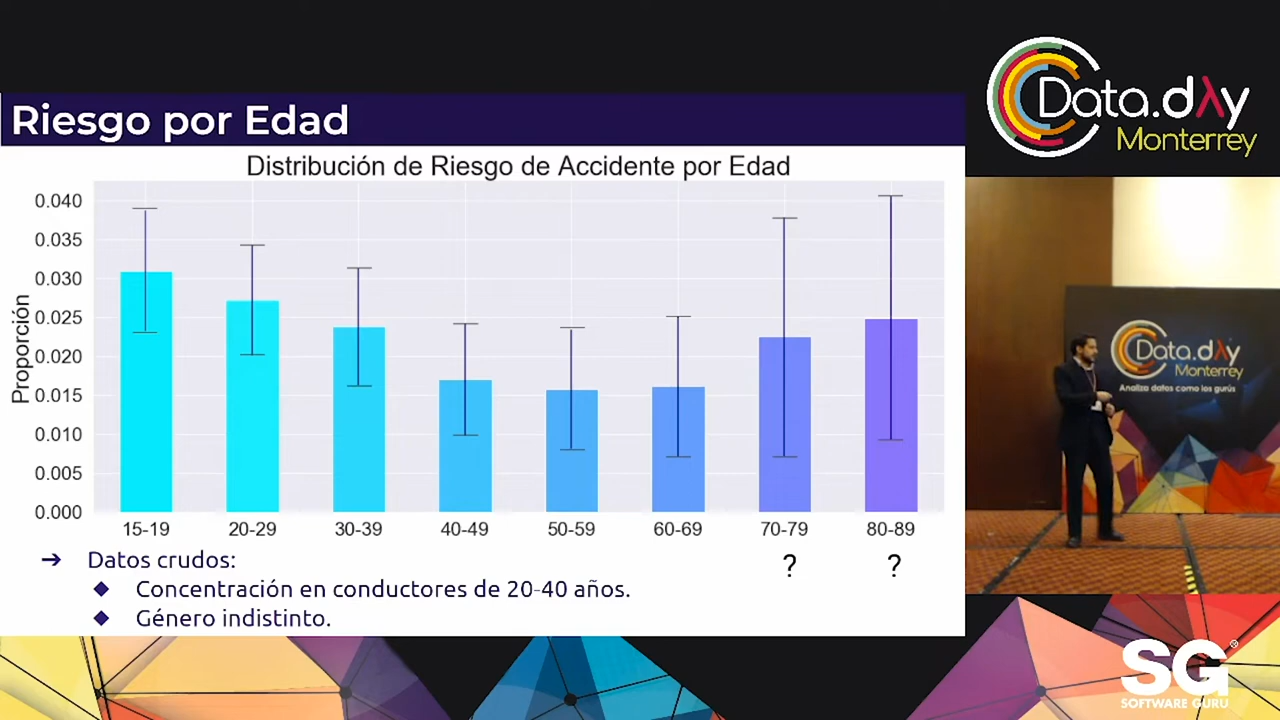 Riesgo por Edad
Distribución de Riesgo de Accidente por Edad
Proporción
0.040
0.035
0.030
0.025
0.020
0.015
0.010
0.005
0.000
15-19
20-29
30-39
40-49
50-59
60-69
70-79
80-89
?
?
➔ Datos crudos:
◆ Concentración en conductores de 20-40 años.
◆ Género indistinto.
Data.dλy
Monterrey
Data.dλy
Monterrey
Analiza datos como los gurús
SG
SOFTWARE GURU